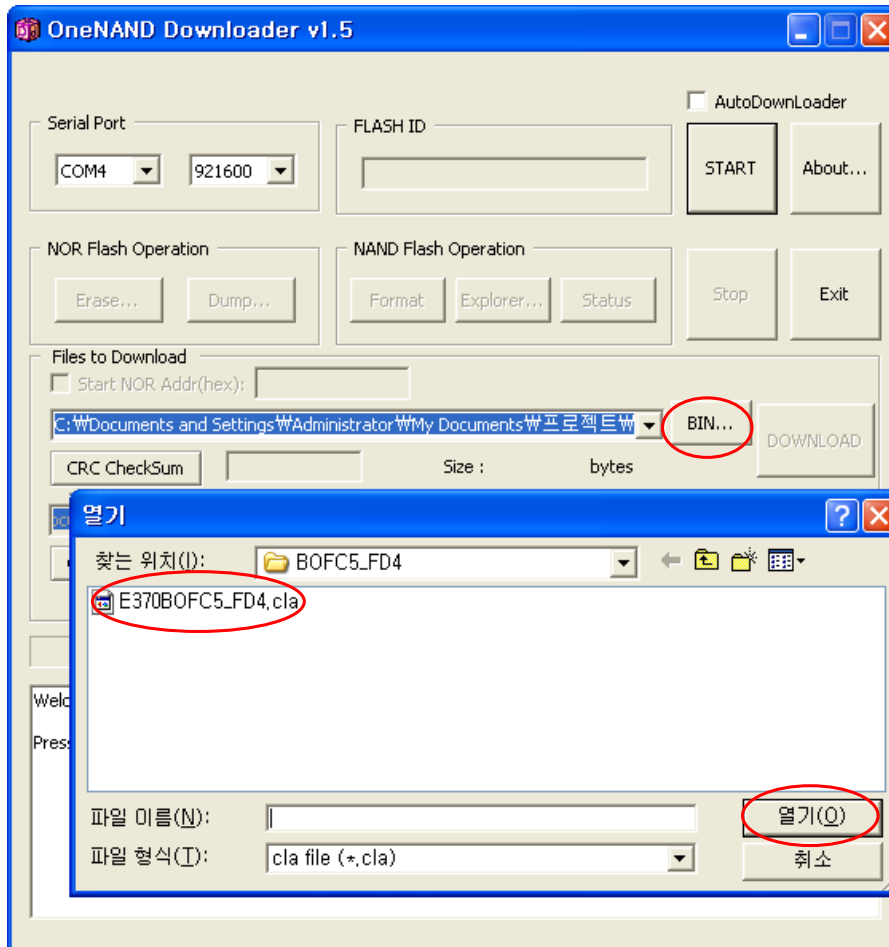 OneNAND Downloader v1.5
AutoDownLoader
Serial Port
FLASH ID
COM4
921600
START
About...
NOR Flash Operation
NAND Flash Operation
Erase...
Dump...
Format
Explorer...
Status
Stop
Exit
Files to Download
Start NOR Addr(hex):
C:₩Documents and Settings₩Administrator₩My Documents₩프로젝트₩
BIN...
DOWNLOAD
CRC CheckSum
Size :
bytes
열기
찾는 위치(I):
BOFC5_FD4
E370BOFC5_FD4.cla
파일 이름(N):
열기(O)
파일 형식(T):
cla file (*.cla)
취소